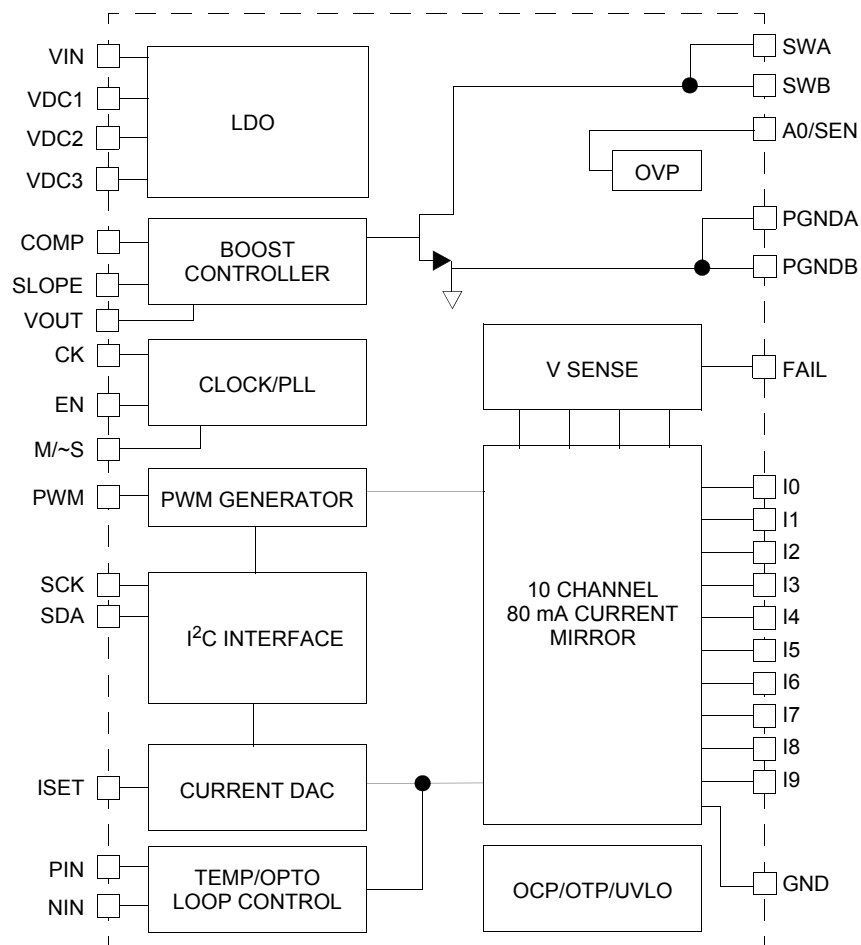 VIN
VDC1
VDC2
VDC3
LDO
SWA
SWB
A0/SEN
OVP
COMP
SLOPE
VOUT
BOOST
CONTROLLER
PGNDA
PGNDB
CK
EN
M/~S
CLOCK/PLL
V SENSE
FAIL
PWM
PWM GENERATOR
SCK
SDA
I²C INTERFACE
10 CHANNEL
80 mA CURRENT
MIRROR
I0
I1
I2
I3
I4
I5
I6
I7
I8
I9
ISET
CURRENT DAC
PIN
NIN
TEMP/OPTO
LOOP CONTROL
OCP/OTP/UVLO
GND